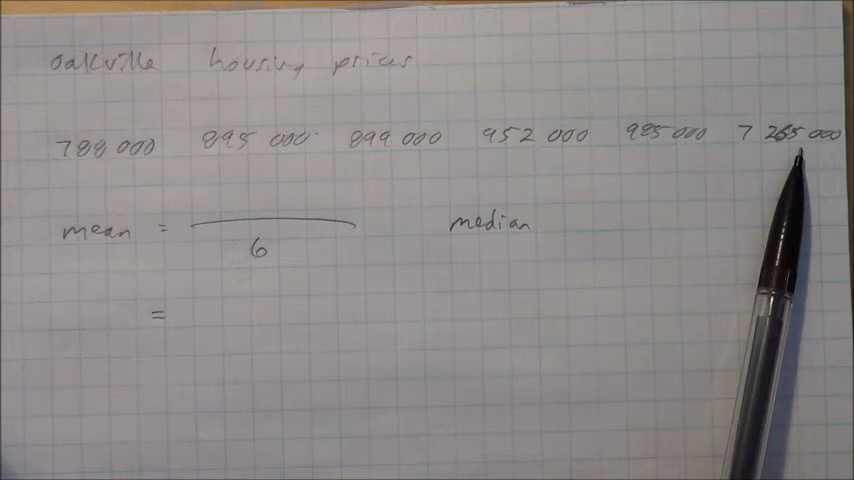 Oakville housing prices
788 000 895 000 899 000 952 000 985 000 7 265 000
mean = median
6
=